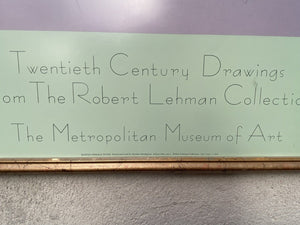 Twentieth Century Drawings
om The Robert Lehman Collectio
The Metropolitan Museum of Art